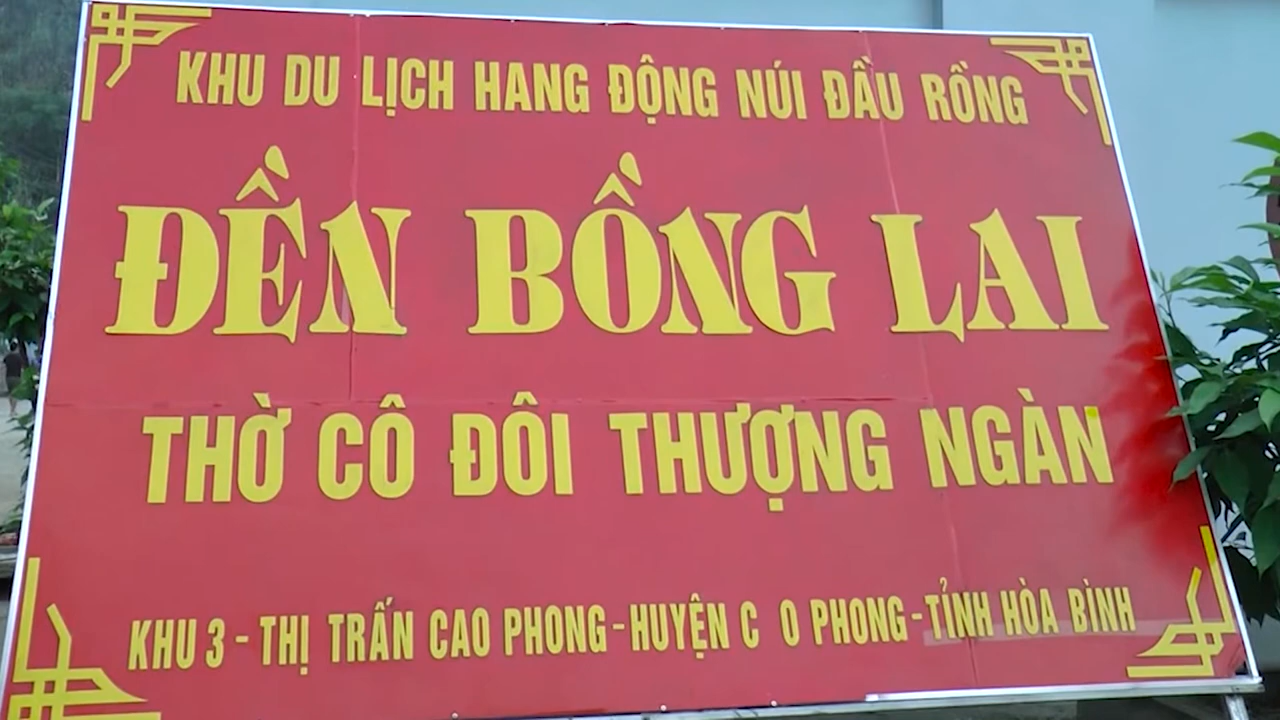 KHU DU LỊCH HANG ĐỘNG NÚI ĐẦU RỒNG
ĐỀN BỒNG LAI
THỜ CÔ ĐÔI THƯỢNG NGÀN
KHU 3 - THỊ TRẤN CAO PHONG - HUYỆN C O PHONG - TỈNH HÒA BÌNH